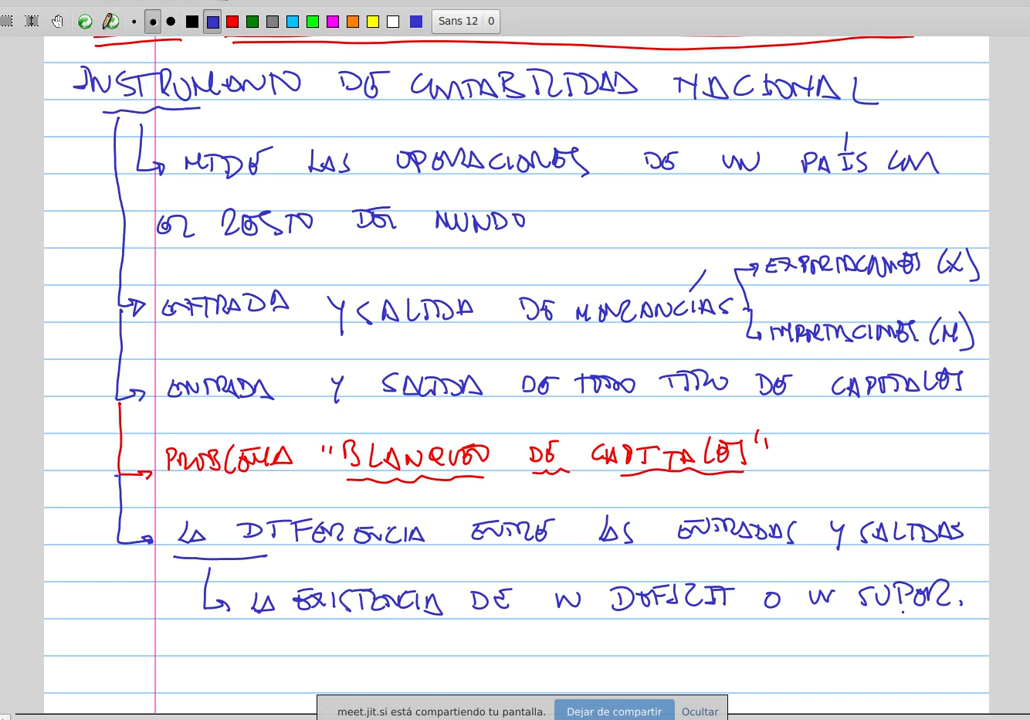 Sans 12 0
INSTRUMENTO DE CONTABILIDAD NACIONAL
MIDE LAS OPERACIONES DE UN PAÍS CON
EL RESTO DEL MUNDO
EXPORTACIONES (X)
ENTRADA Y SALIDA DE MERCANCÍAS
IMPORTACIONES (M)
ENTRADA Y SALIDA DE TODO TIPO DE CAPITALES
PROBLEMA "BLANQUEO DE CAPITALES"
LA DIFERENCIA ENTRE LAS ENTRADAS Y SALIDAS
LA EXISTENCIA DE UN DEFICIT O UN SUPER.
meet.jit.si está compartiendo tu pantalla. Dejar de compartir Ocultar